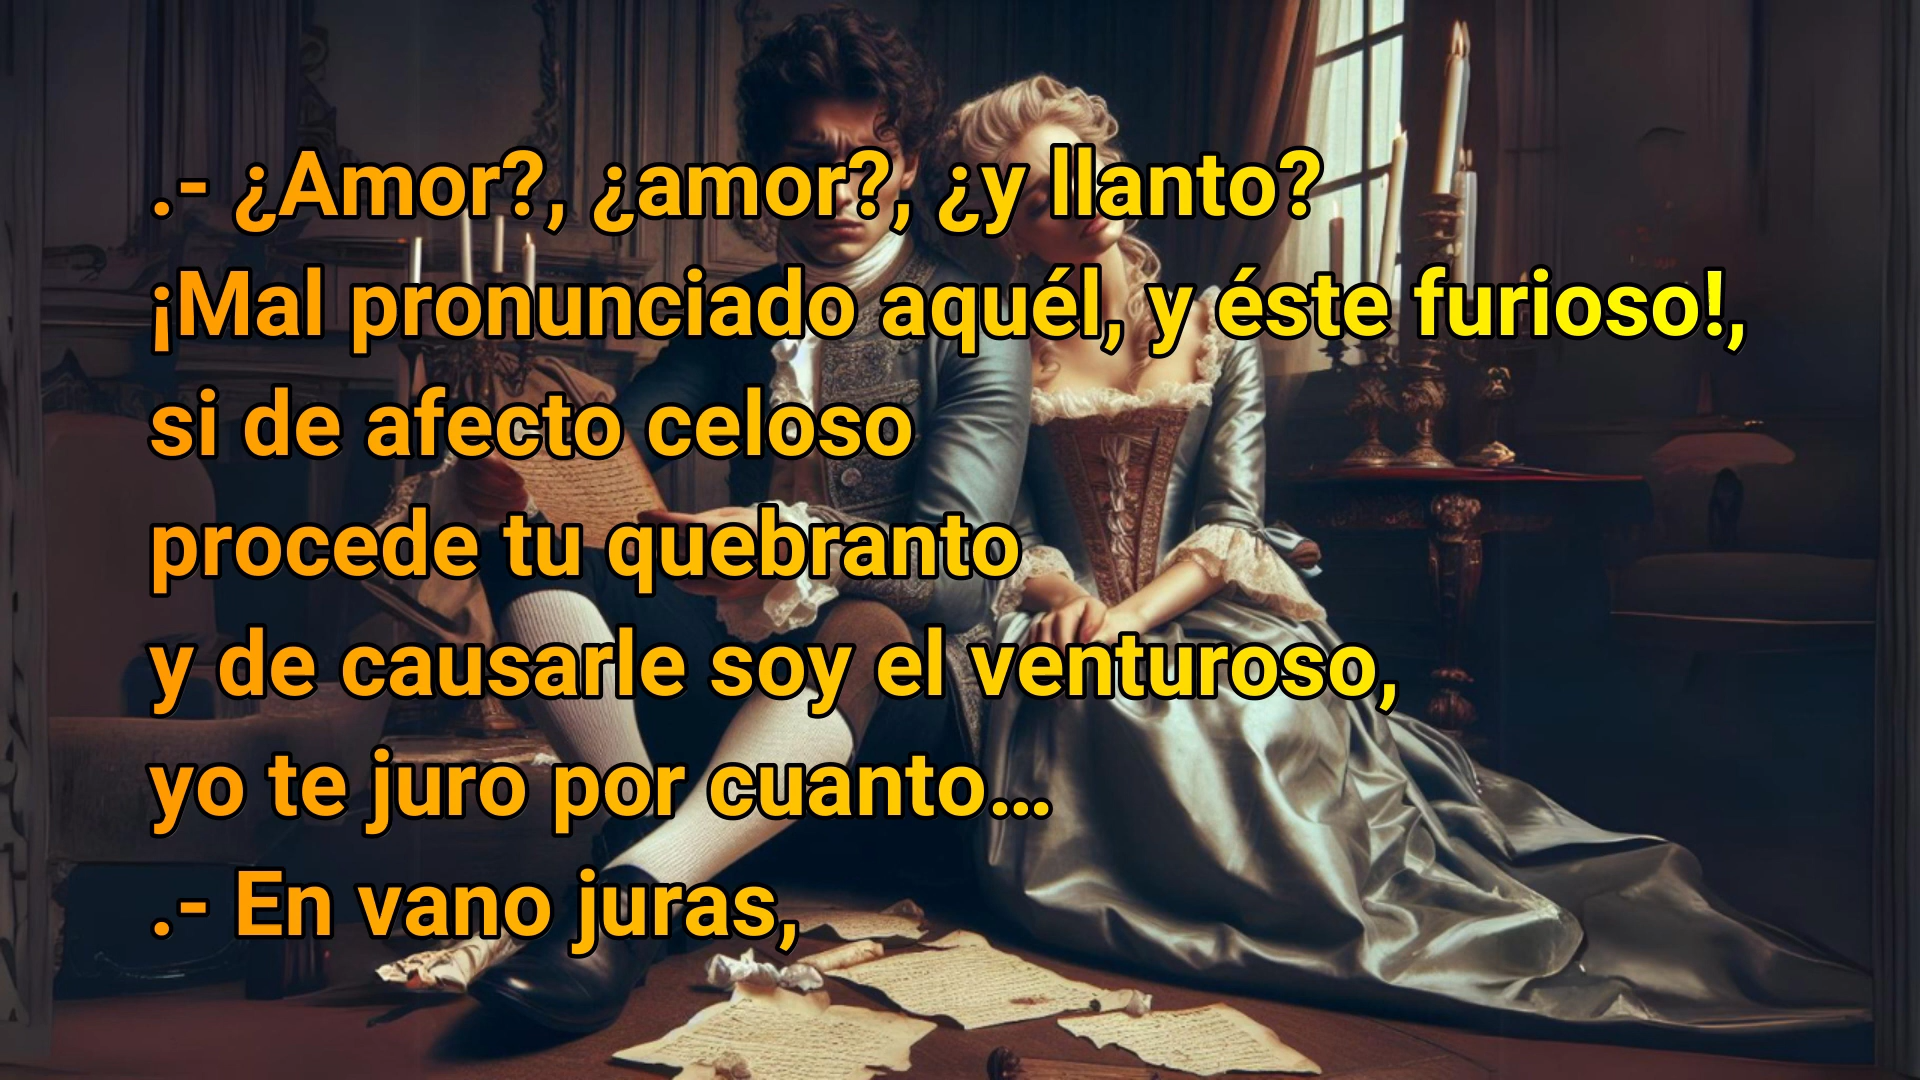 .- ¿Amor?, ¿amor?, ¿y llanto?
¡Mal pronunciado aquél, y éste furioso!,
si de afecto celoso
procede tu quebranto
y de causarle soy el venturoso,
yo te juro por cuanto…
.- En vano juras,